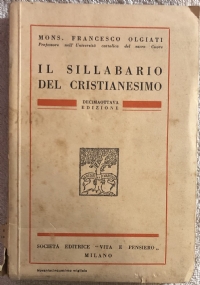 MONS. FRANCESCO OLGIATI
Professore nell'Università cattolica del sacro Cuore
IL SILLABARIO
DEL CRISTIANESIMO
DECIMAOTTAVA
EDIZIONE
SOCIETÀ EDITRICE "VITA E PENSIERO"
MILANO